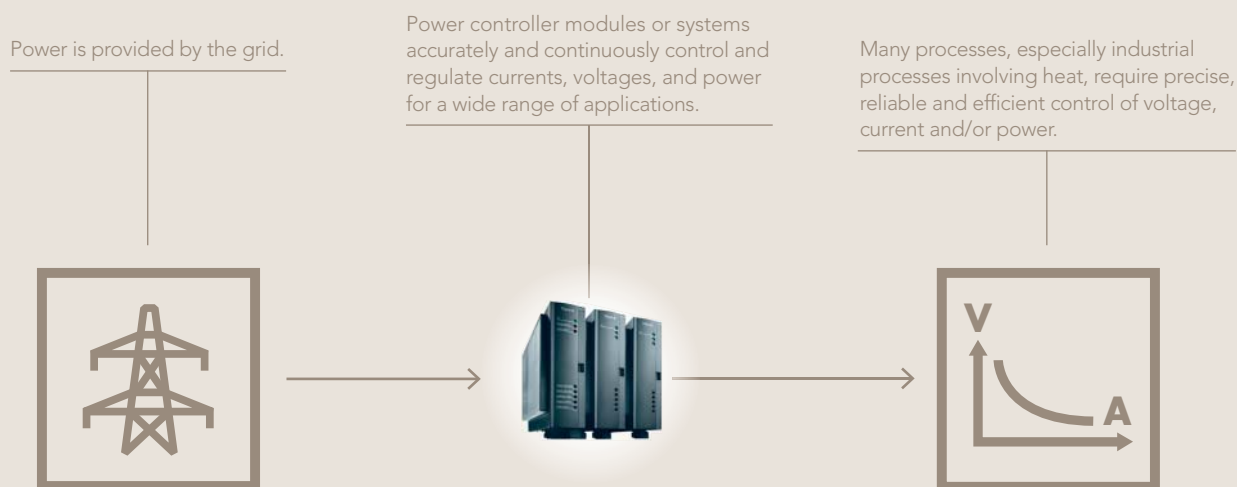 Power is provided by the grid.
Power controller modules or systems
accurately and continuously control and
regulate currents, voltages, and power
for a wide range of applications.
Many processes, especially industrial
processes involving heat, require precise,
reliable and efficient control of voltage,
current and/or power.
V
A